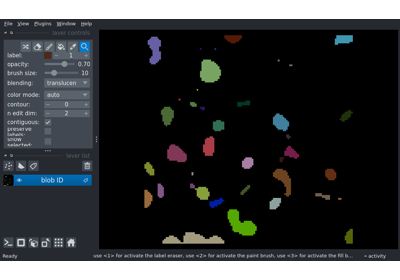 File View Plugins Window Help
layer controls
label: 1
opacity: 0.70
brush size: 10
blending: translucen
color mode: auto
contour: 0
n edit dim: 2
contiguous:
preserve
labels:
show
selected:
layer list
blob ID
Ready
use <1> for activate the label eraser, use <2> for activate the paint brush, use <3> for activate the fill b...
activity